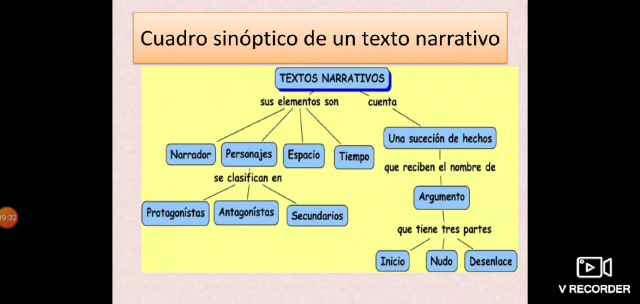 Cuadro sinóptico de un texto narrativo
TEXTOS NARRATIVOS
sus elementos son
cuenta
Una suceción de hechos
Narrador
Personajes
Espacio
Tiempo
que reciben el nombre de
se clasifican en
Argumento
Protagonístas
Antagonístas
Secundarios
que tiene tres partes
Inicio
Nudo
Desenlace
9:32
V RECORDER